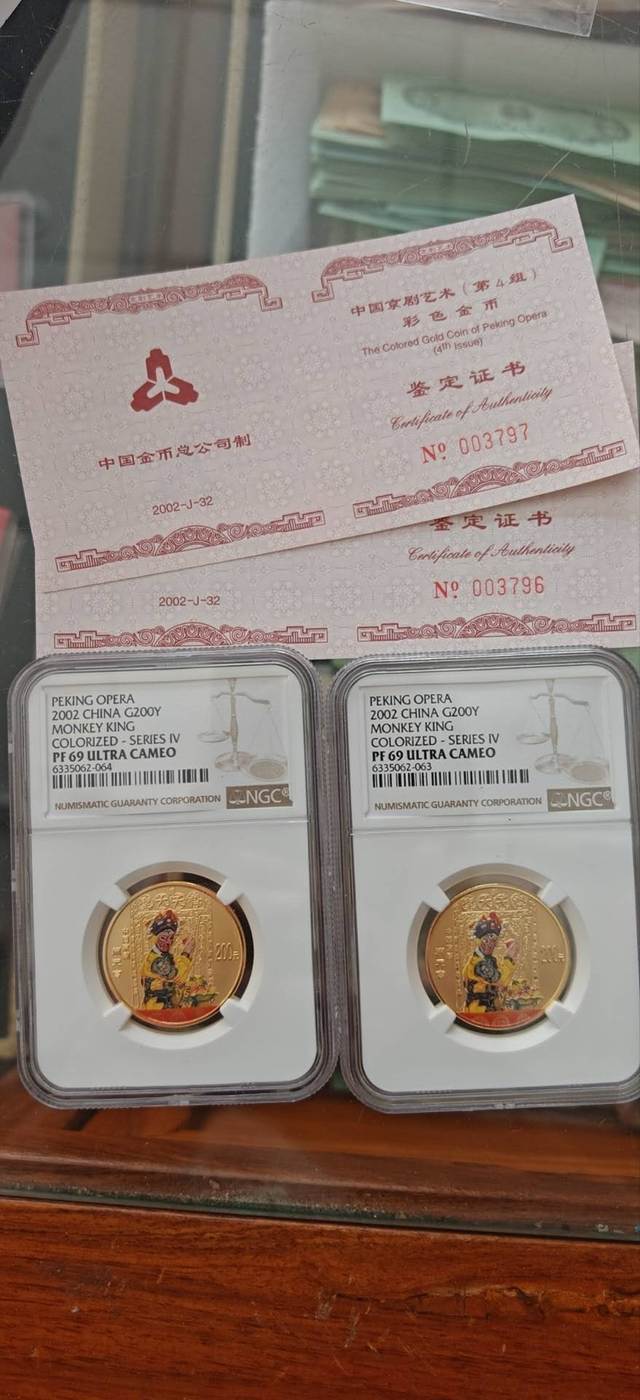 中国京剧艺术（第4组）
彩色金币
The Colored Gold Coin of Peking Opera
(4th Issue)
鉴定证书
Certificate of Authenticity
Nº 003797
中国金币总公司制
2002-J-32
鉴定证书
Certificate of Authenticity
Nº 003796
2002-J-32
PEKING OPERA
2002 CHINA G200Y
MONKEY KING
COLORIZED - SERIES IV
PF 69 ULTRA CAMEO
6335062-064
NUMISMATIC GUARANTY CORPORATION
NGC®
200元
PEKING OPERA
2002 CHINA G200Y
MONKEY KING
COLORIZED - SERIES IV
PF 69 ULTRA CAMEO
6335062-063
NUMISMATIC GUARANTY CORPORATION
NGC®
200元